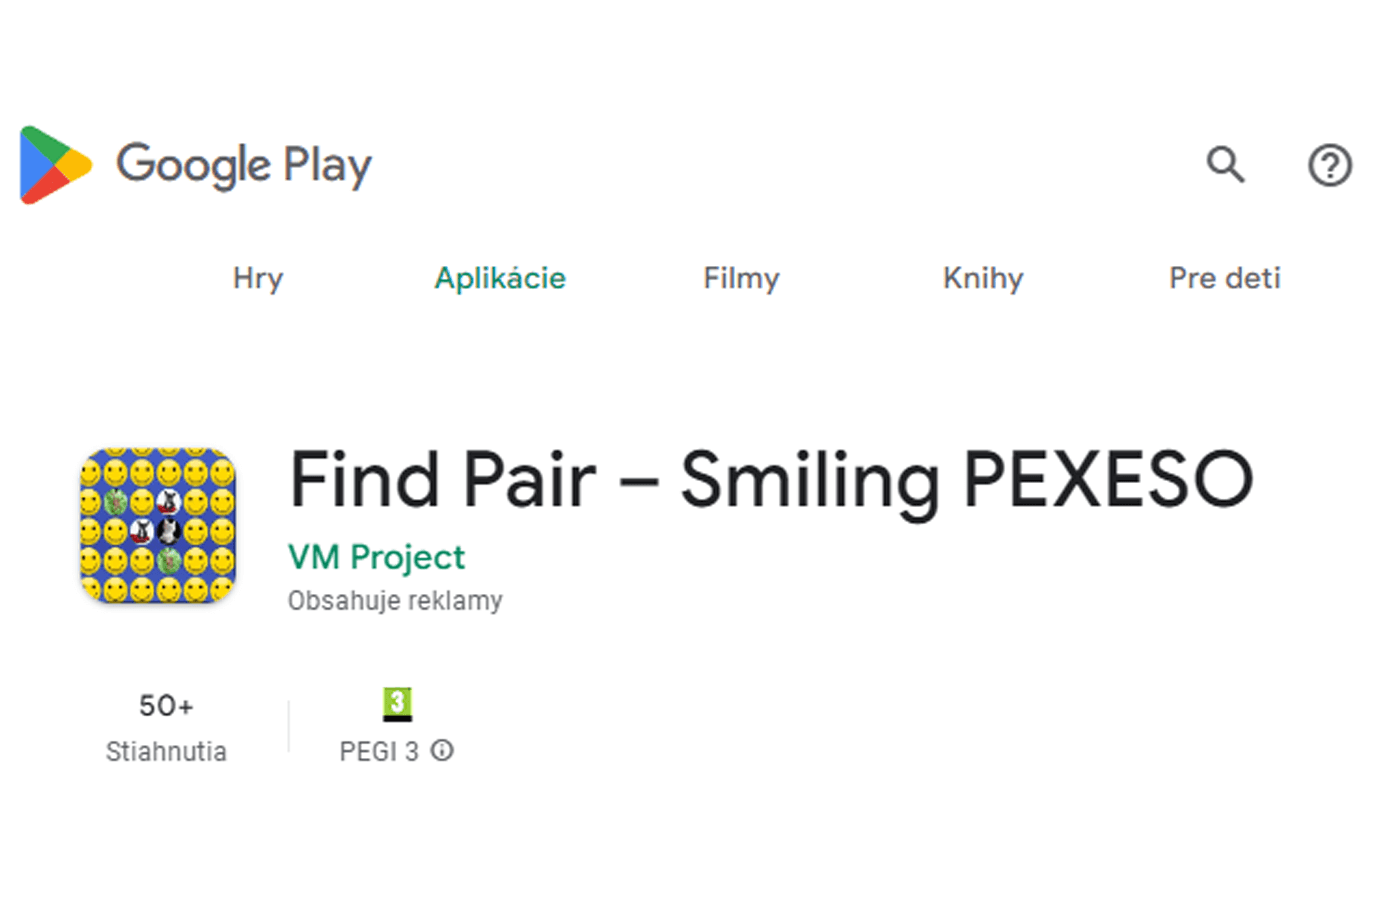 Google Play
Hry Aplikácie Filmy Knihy Pre deti
Find Pair – Smiling PEXESO
VM Project
Obsahuje reklamy
50+
3
Stiahnutia
PEGI 3